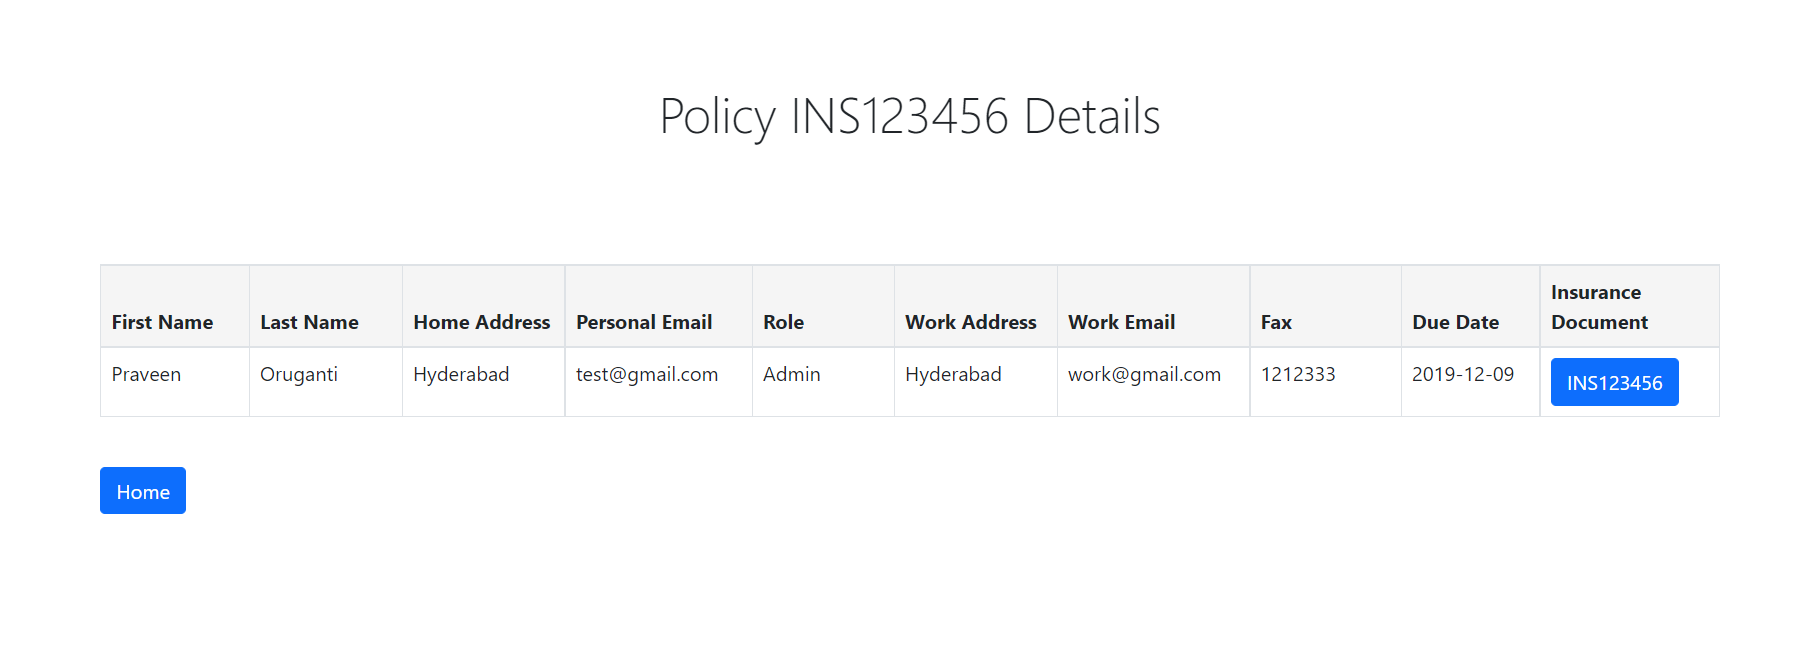 Policy INS123456 Details
First Name Last Name Home Address Personal Email Role Work Address Work Email Fax Due Date Insurance Document
Praveen Oruganti Hyderabad test@gmail.com Admin Hyderabad work@gmail.com 1212333 2019-12-09 INS123456
Home